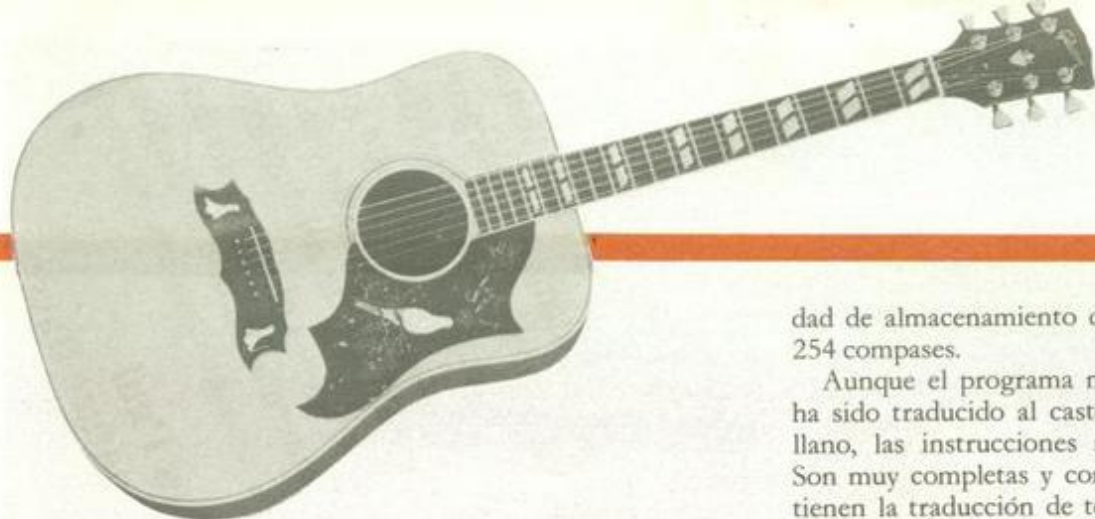 dad de almacenamiento d
254 compases.
Aunque el programa n
ha sido traducido al cast
llano, las instrucciones
Son muy completas y con
tienen la traducción de t